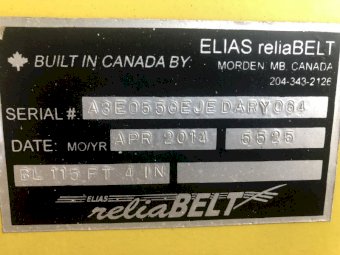 ELIAS reliaBELT
BUILT IN CANADA BY: MORDEN MB. CANADA
204-343-2126
SERIAL #: A3E0556EJEDARY064
DATE: MO/YR APR 2014 5525
BL 115 FT 4 IN
ELIAS
reliaBELT